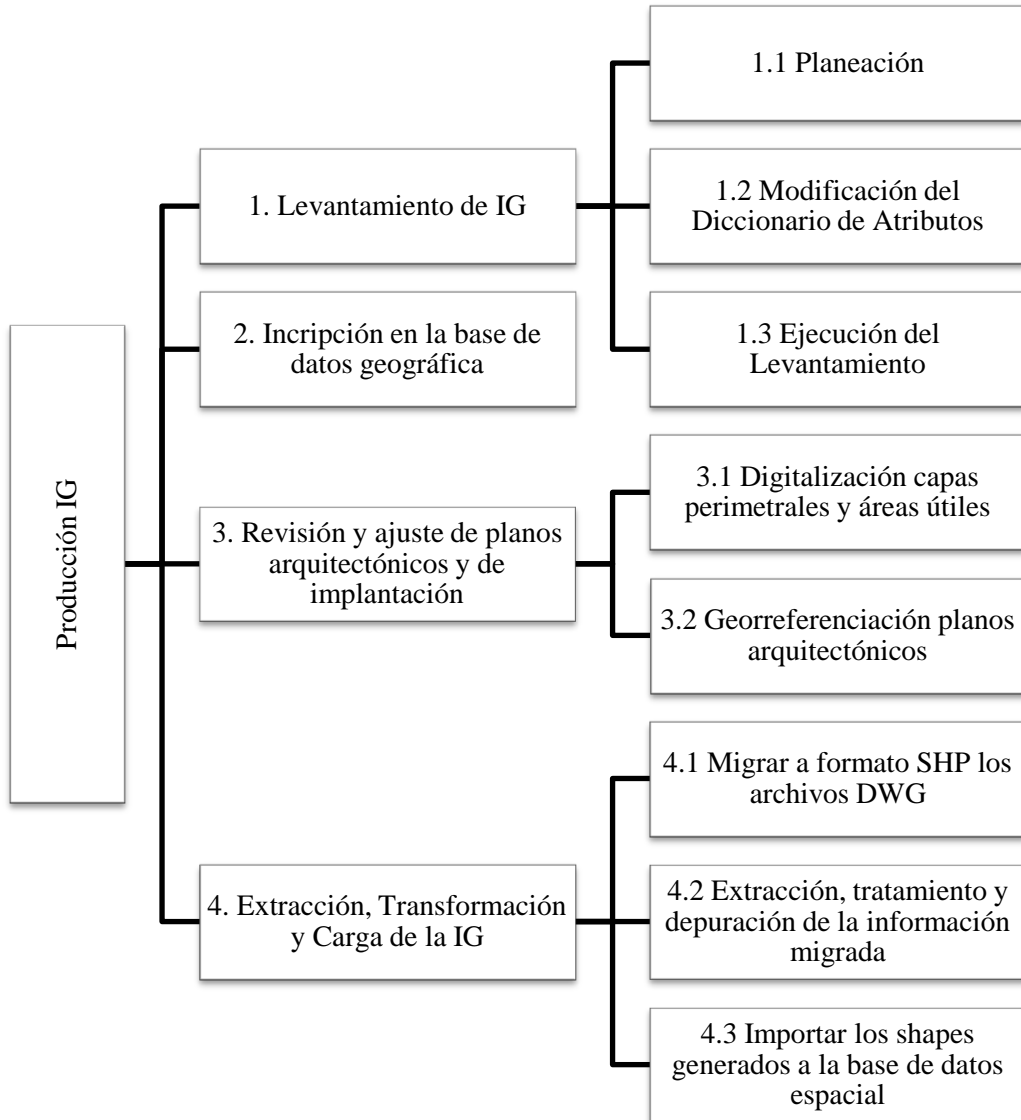 Producción IG
1. Levantamiento de IG
1.1 Planeación
1.2 Modificación del
Diccionario de Atributos
1.3 Ejecución del
Levantamiento
2. Incripción en la base de
datos geográfica
3. Revisión y ajuste de planos
arquitectónicos y de
implantación
3.1 Digitalización capas
perimetrales y áreas útiles
3.2 Georreferenciación planos
arquitectónicos
4. Extracción, Transformación
y Carga de la IG
4.1 Migrar a formato SHP los
archivos DWG
4.2 Extracción, tratamiento y
depuración de la información
migrada
4.3 Importar los shapes
generados a la base de datos
espacial